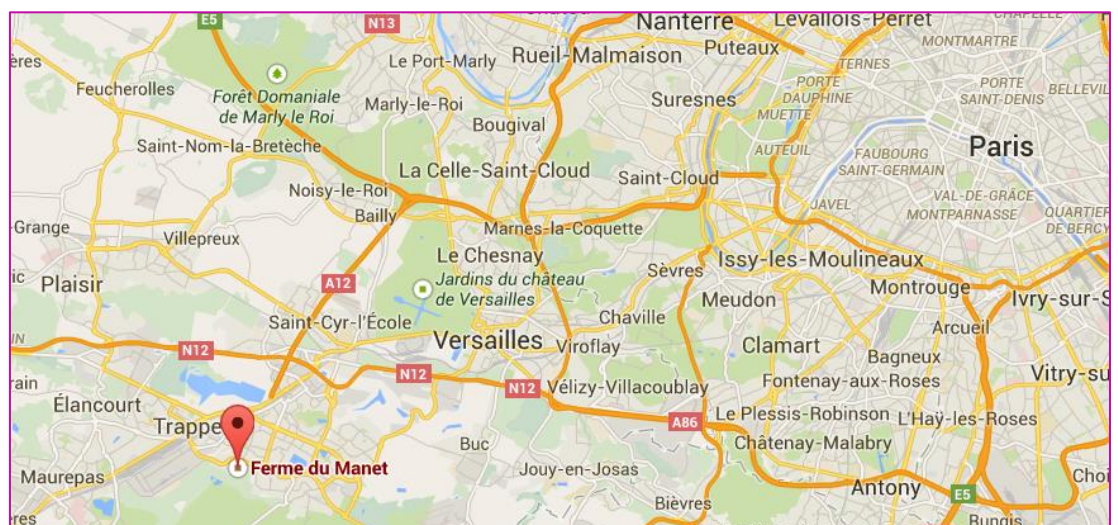 E5
N13
Nanterre
Levallois-Perret
Le Port-Marly
Rueil-Malmaison
Puteaux
MONTMARTRE
TERNES
Feucherolles
Forêt Domaniale
de Marly le Roi
Marly-le-Roi
Suresnes
PORTE
DAUPHINE
MUETTE
PORTE
SAINT-DENIS
Bougival
Saint-Nom-la-Bretèche
AUTEUIL
FAUBOURG
SAINT-GERMAIN
Paris
La Celle-Saint-Cloud
Saint-Cloud
Noisy-le-Roi
Bailly
JAVEL
VAL-DE-GRÂCE
MONTPARNASSE
QUARTIER
DE BERCY
-Grange
Villepreux
Marnes-la-Coquette
Le Chesnay
Sèvres
Issy-les-Moulineaux
Plaisir
A12
Jardins du château
de Versailles
Meudon
Montrouge
Ivry-sur-S
Saint-Cyr-l'École
Chaville
Arcueil
Versailles
Viroflay
Clamart
Bagneux
N12
N12
N12
Vélizy-Villacoublay
Fontenay-aux-Roses
Vitry-su
Élancourt
Trappe
A86
Le Plessis-Robinson
L'Haÿ-les-Roses
Buc
Châtenay-Malabry
Ferme du Manet
Maurepas
Jouy-en-Josas
Antony
E5
Choi
Bièvres
Rungis